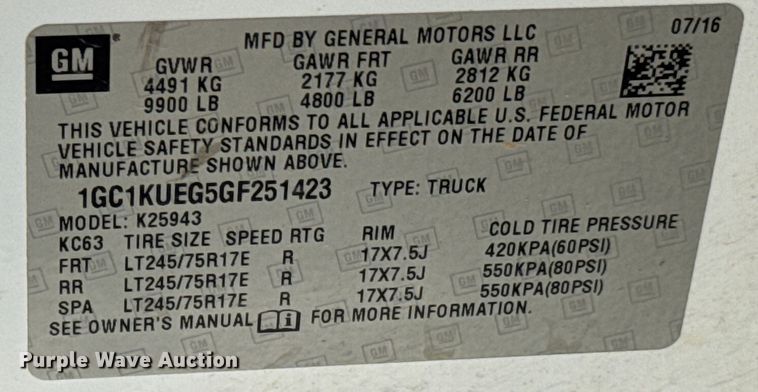 GM
MFD BY GENERAL MOTORS LLC 07/16
GVWR GAWR FRT GAWR RR
4491 KG 2177 KG 2812 KG
9900 LB 4800 LB 6200 LB
THIS VEHICLE CONFORMS TO ALL APPLICABLE U.S. FEDERAL MOTOR
VEHICLE SAFETY STANDARDS IN EFFECT ON THE DATE OF
MANUFACTURE SHOWN ABOVE.
1GC1KUEG5GF251423 TYPE: TRUCK
MODEL: K25943
KC63 TIRE SIZE SPEED RTG RIM COLD TIRE PRESSURE
FRT LT245/75R17E R 17X7.5J 420KPA(60PSI)
RR LT245/75R17E R 17X7.5J 550KPA(80PSI)
SPA LT245/75R17E R 17X7.5J 550KPA(80PSI)
SEE OWNER'S MANUAL i FOR MORE INFORMATION.
Purple Wave Auction